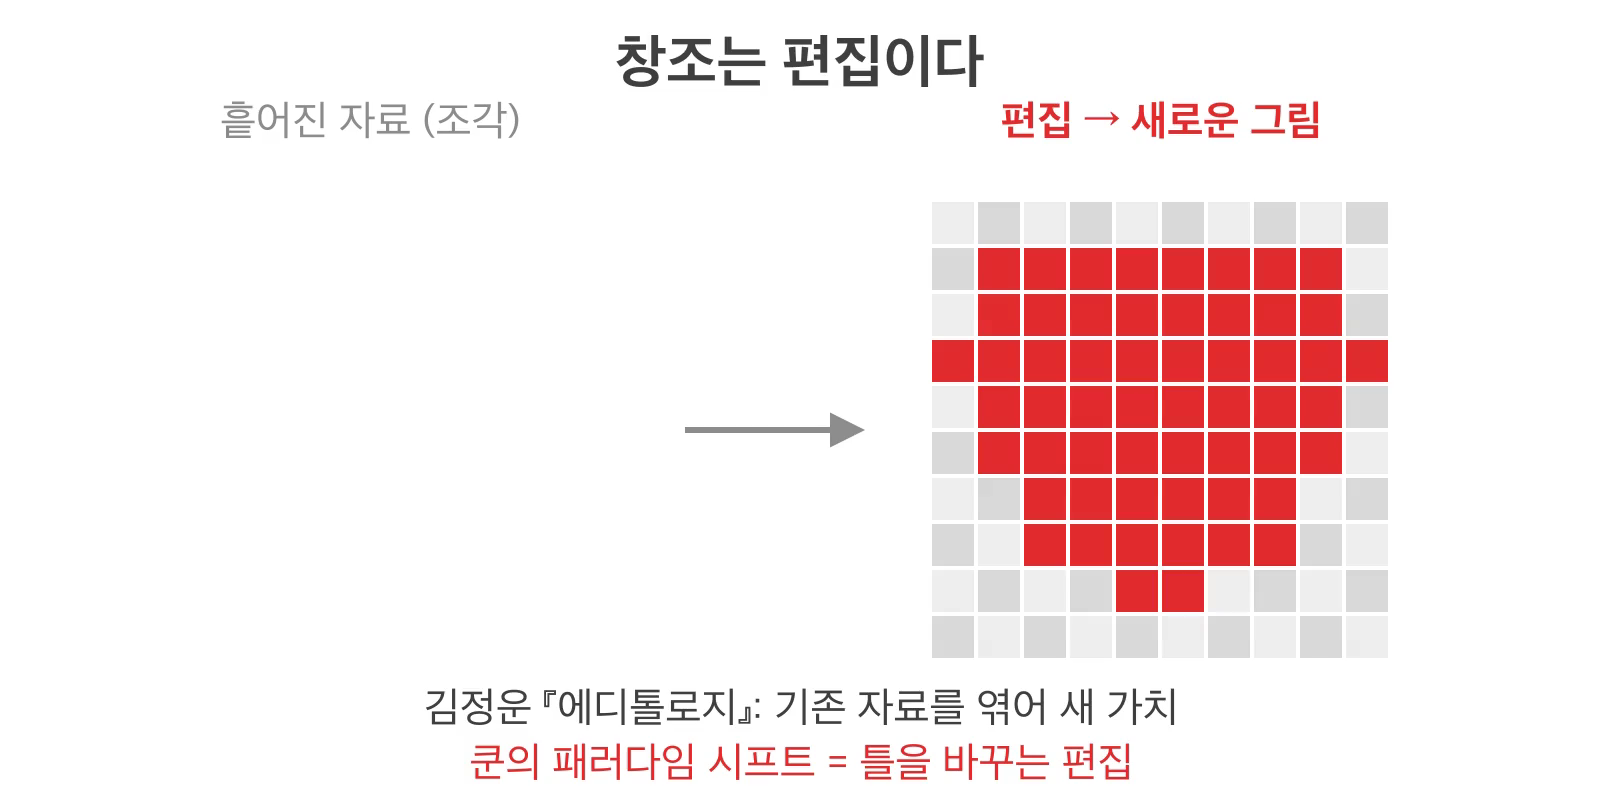 창조는 편집이다
흩어진 자료 (조각)
편집 → 새로운 그림
김정운 『에디톨로지』: 기존 자료를 엮어 새 가치
쿤의 패러다임 시프트 = 틀을 바꾸는 편집